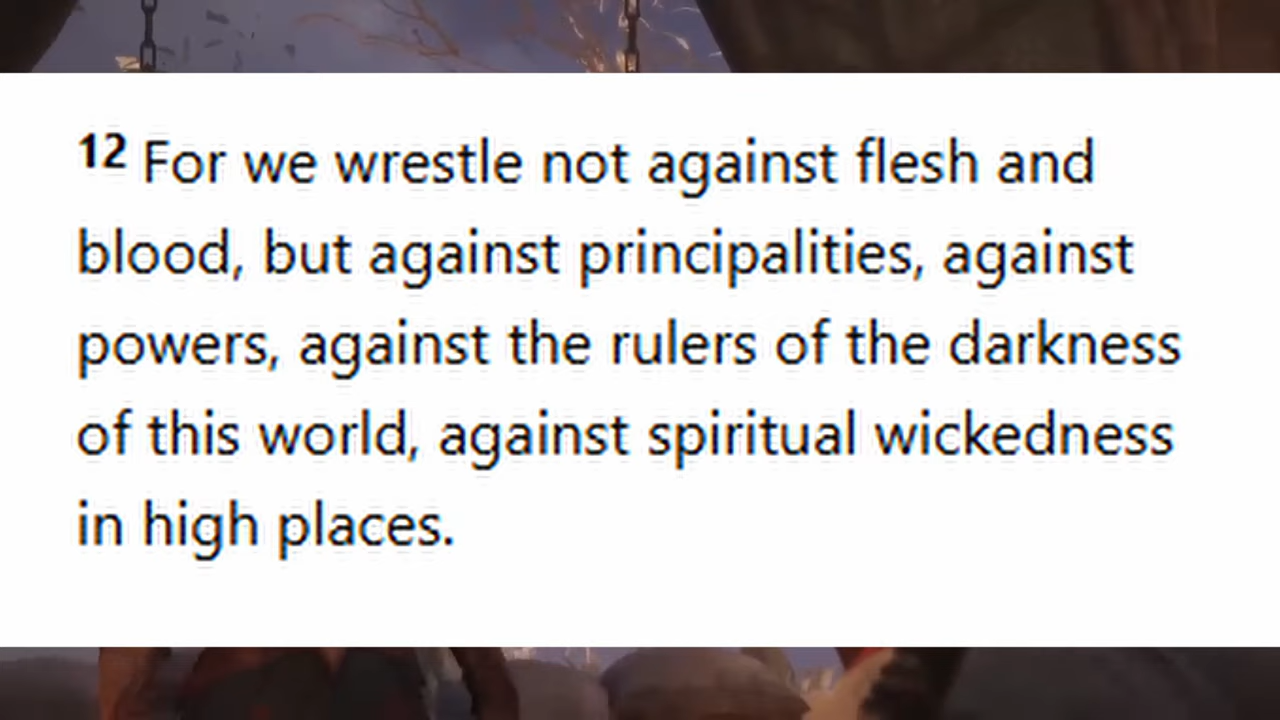 12 For we wrestle not against flesh and
blood, but against principalities, against
powers, against the rulers of the darkness
of this world, against spiritual wickedness
in high places.